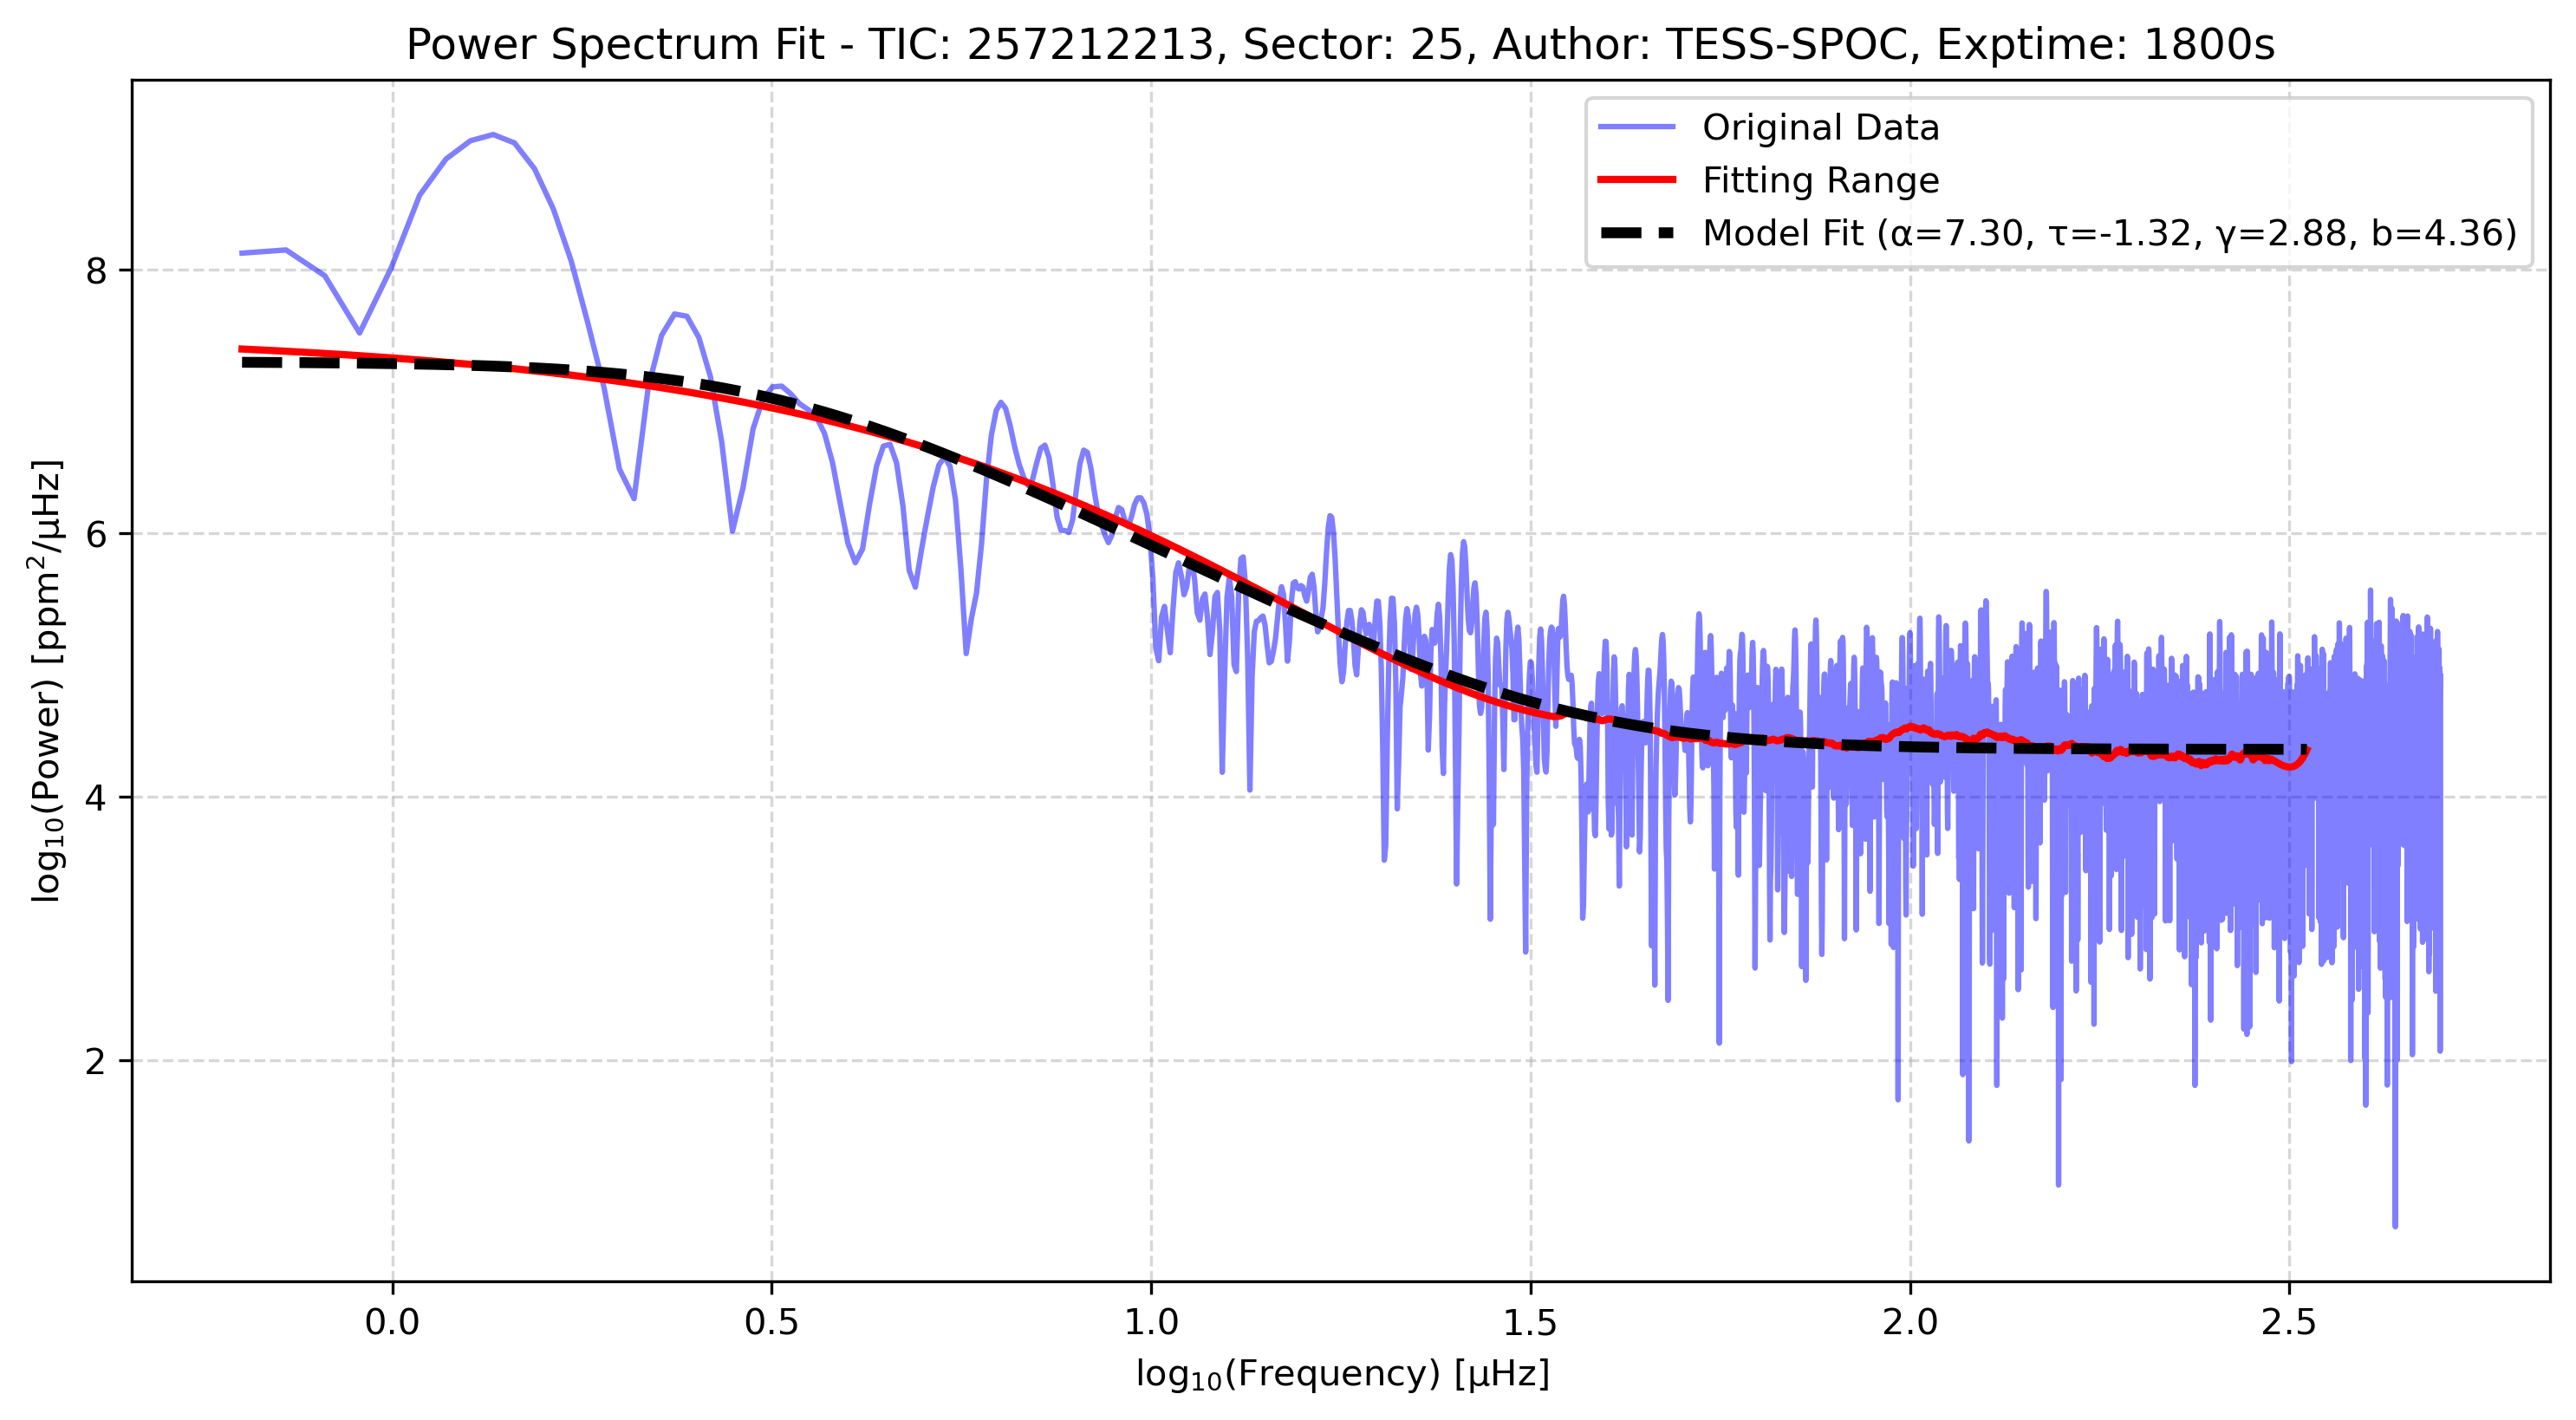 Power Spectrum Fit - TIC: 257212213, Sector: 25, Author: TESS-SPOC, Exptime: 1800s
Original Data
Fitting Range
Model Fit (α=7.30, τ=-1.32, γ=2.88, b=4.36)
log₁₀(Power) [ppm²/μHz]
8
6
4
2
0.0 0.5 1.0 1.5 2.0 2.5
log₁₀(Frequency) [μHz]